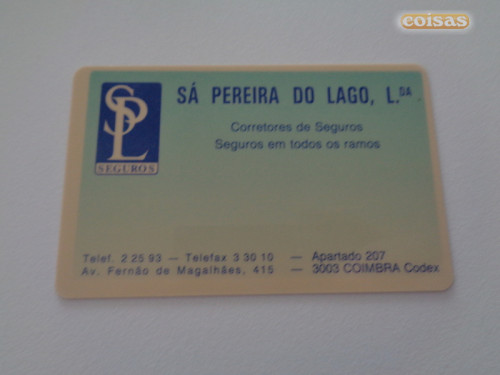 coisas
SÁ PEREIRA DO LAGO, L.DA
Corretores de Seguros
Seguros em todos os ramos
SPL
SEGUROS
Telef. 2 25 93 — Telefax 3 30 10 — Apartado 207
Av. Fernão de Magalhães, 415 — 3003 COIMBRA Codex